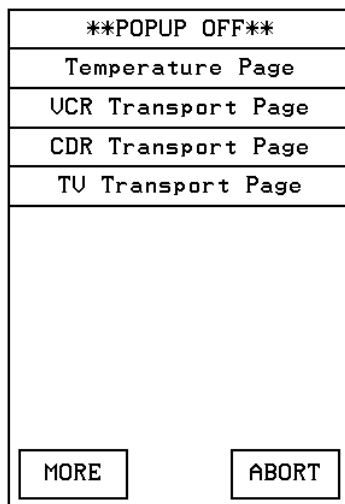 **POPUP OFF**
Temperature Page
VCR Transport Page
CDR Transport Page
TV Transport Page
MORE ABORT